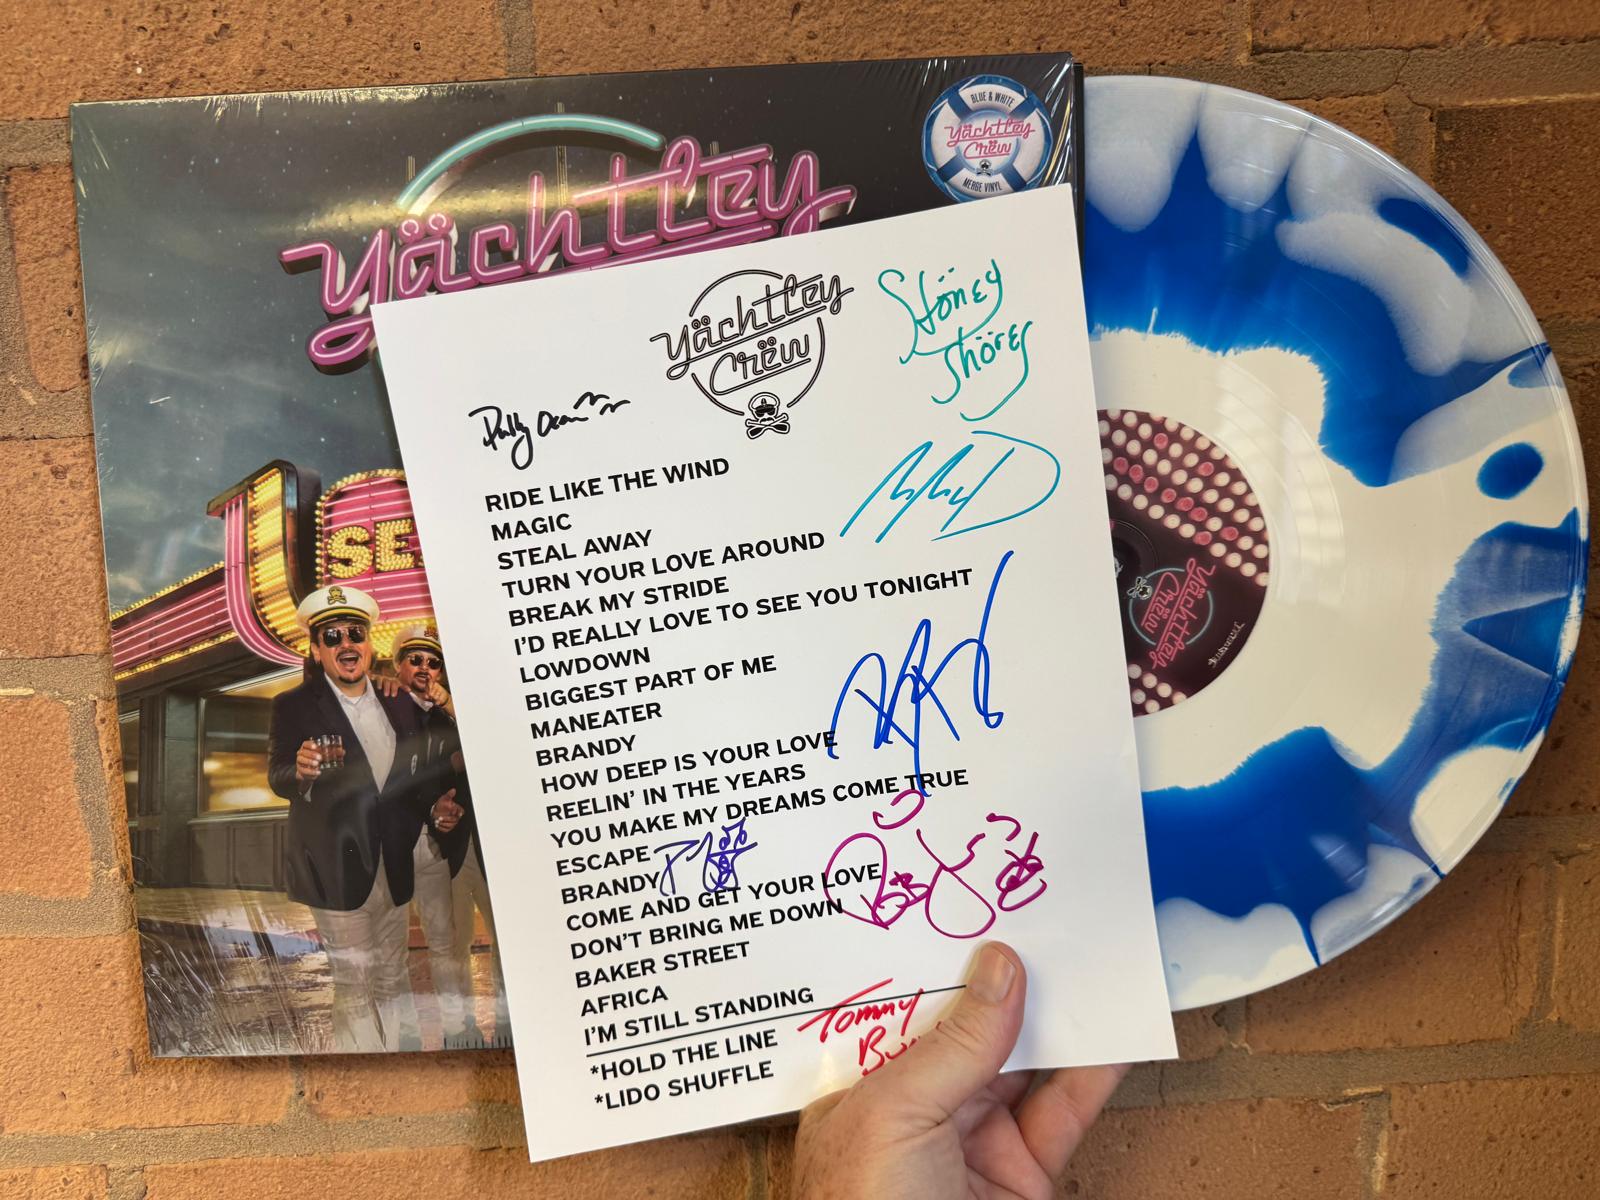 Yächtley
BLUE & WHITE
Yächtley
Crëw
MERGE VINYL
SE
Yächtley
Crëw
Stöney
Shöres
RIDE LIKE THE WIND
MAGIC
STEAL AWAY
TURN YOUR LOVE AROUND
BREAK MY STRIDE
I'D REALLY LOVE TO SEE YOU TONIGHT
LOWDOWN
BIGGEST PART OF ME
MANEATER
BRANDY
HOW DEEP IS YOUR LOVE
REELIN' IN THE YEARS
YOU MAKE MY DREAMS COME TRUE
ESCAPE
BRANDY
COME AND GET YOUR LOVE
DON'T BRING ME DOWN
BAKER STREET
AFRICA
I'M STILL STANDING
*HOLD THE LINE
*LIDO SHUFFLE
Tommy
Yächtley
Crëw